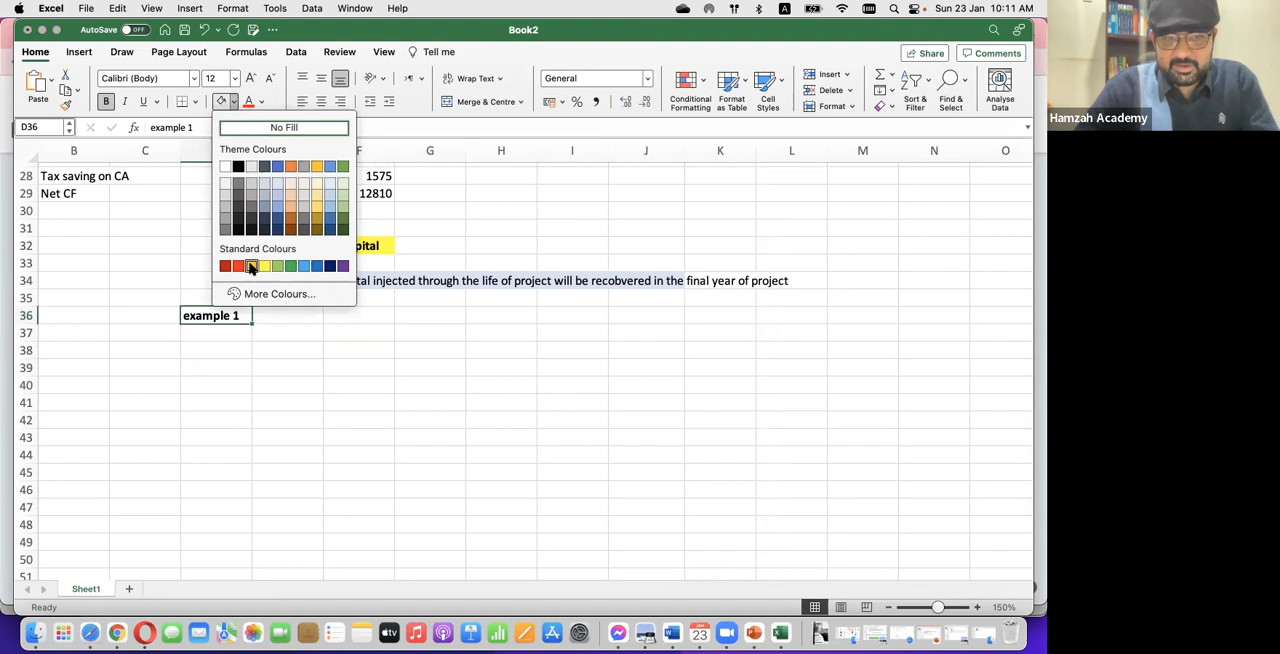 Excel File Edit View Insert Format Tools Data Window Help
A
Sun 23 Jan 10:11 AM
AutoSave OFF
Book2
Home Insert Draw Page Layout Formulas Data Review View Tell me
Share Comments
Paste
Calibri (Body) 12
Wrap Text
Merge & Centre
General
Conditional Formatting
Format as Table
Cell Styles
Insert
Delete
Format
Sort & Filter
Find & Select
Analyse Data
D36
fx example 1
No Fill
Theme Colours
Standard Colours
More Colours...
B C F G H I J K L M N O
28 Tax saving on CA 1575
29 Net CF 12810
30
31
32 pital
33
34 tal injected through the life of project will be recobvered in the final year of project
35
36 example 1
37
38
39
40
41
42
43
44
45
46
47
48
49
50
51
Sheet1
Ready
150%
Hamzah Academy